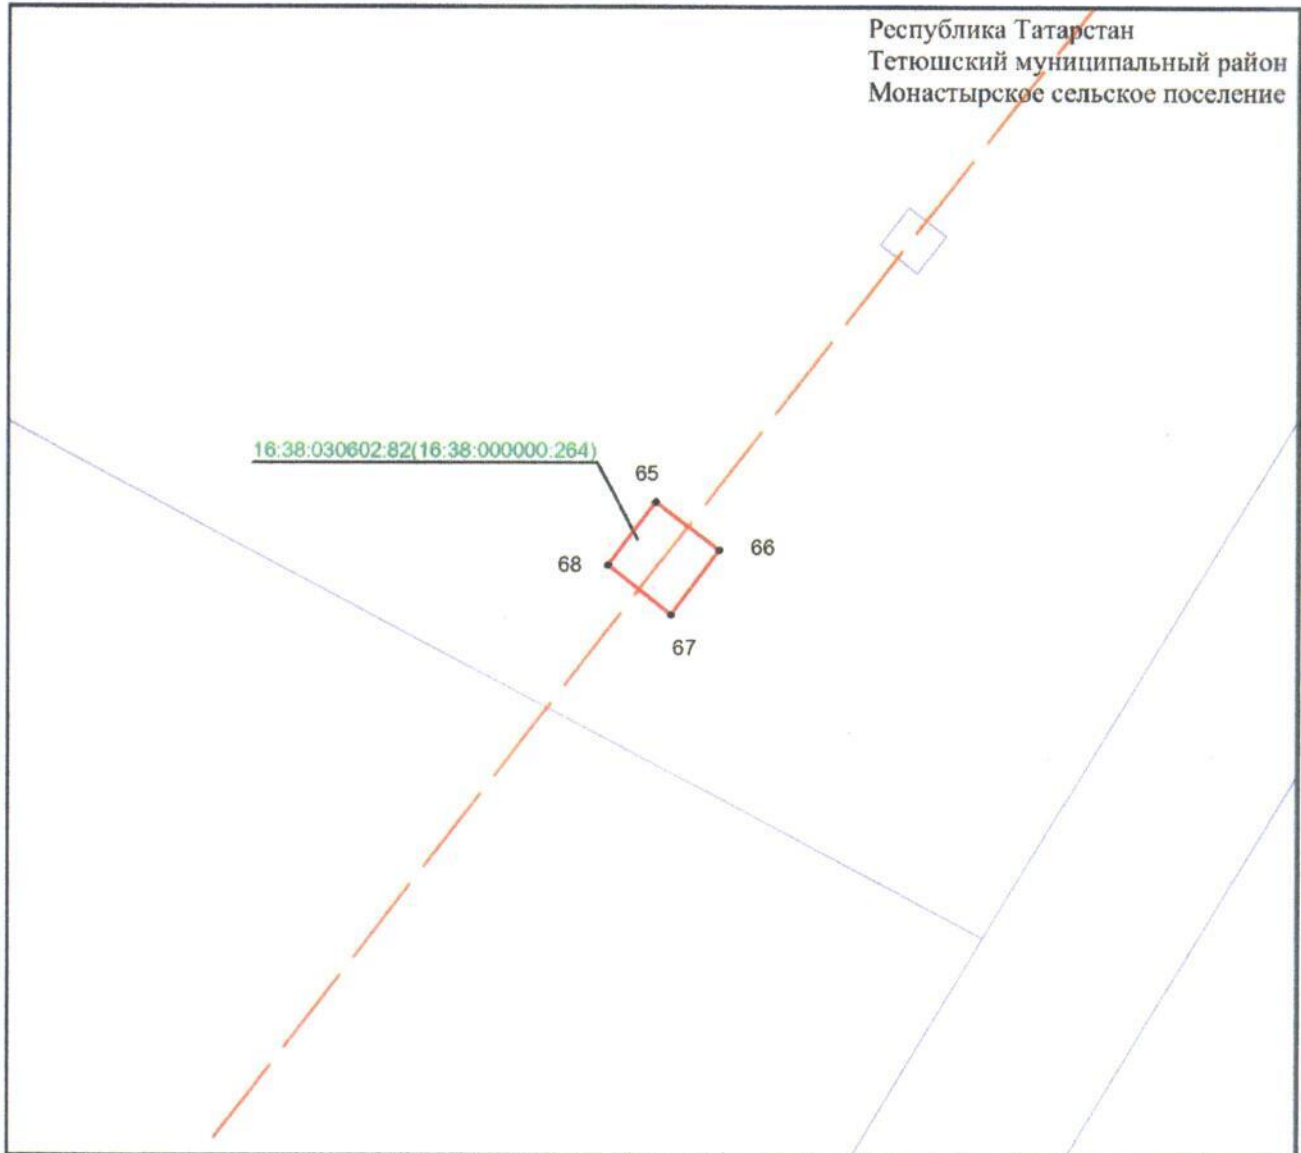 Республика Татарстан
Тетюшский муниципальный район
Монастырское сельское поселение
16:38:030602:82(16:38:000000:264)
65
66
68
67